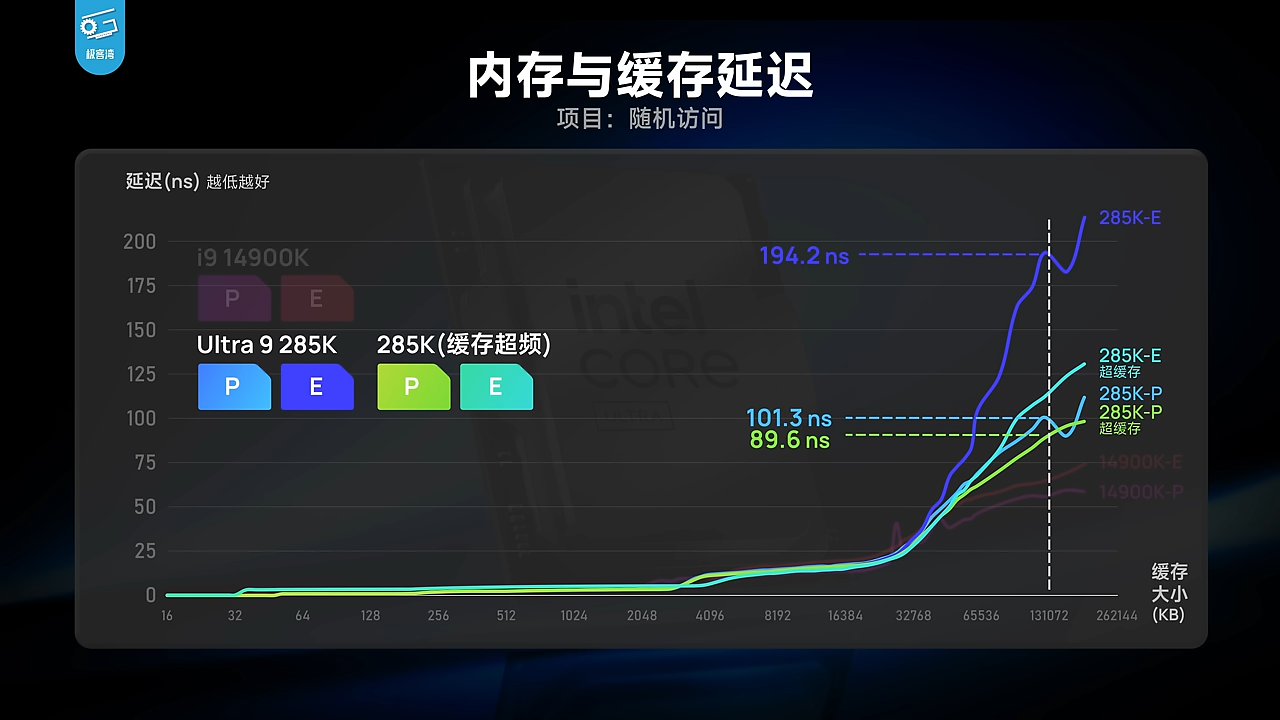 极客湾
内存与缓存延迟
项目：随机访问
延迟(ns) 越低越好
200
175
150
125
100
75
50
25
0
i9 14900K
P E
Ultra 9 285K
P E
285K(缓存超频)
P E
intel
CORE
ULTRA
194.2 ns
101.3 ns
89.6 ns
285K-E
285K-E
超缓存
285K-P
285K-P
超缓存
14900K-E
14900K-P
16 32 64 128 256 512 1024 2048 4096 8192 16384 32768 65536 131072 262144
缓存
大小
(KB)